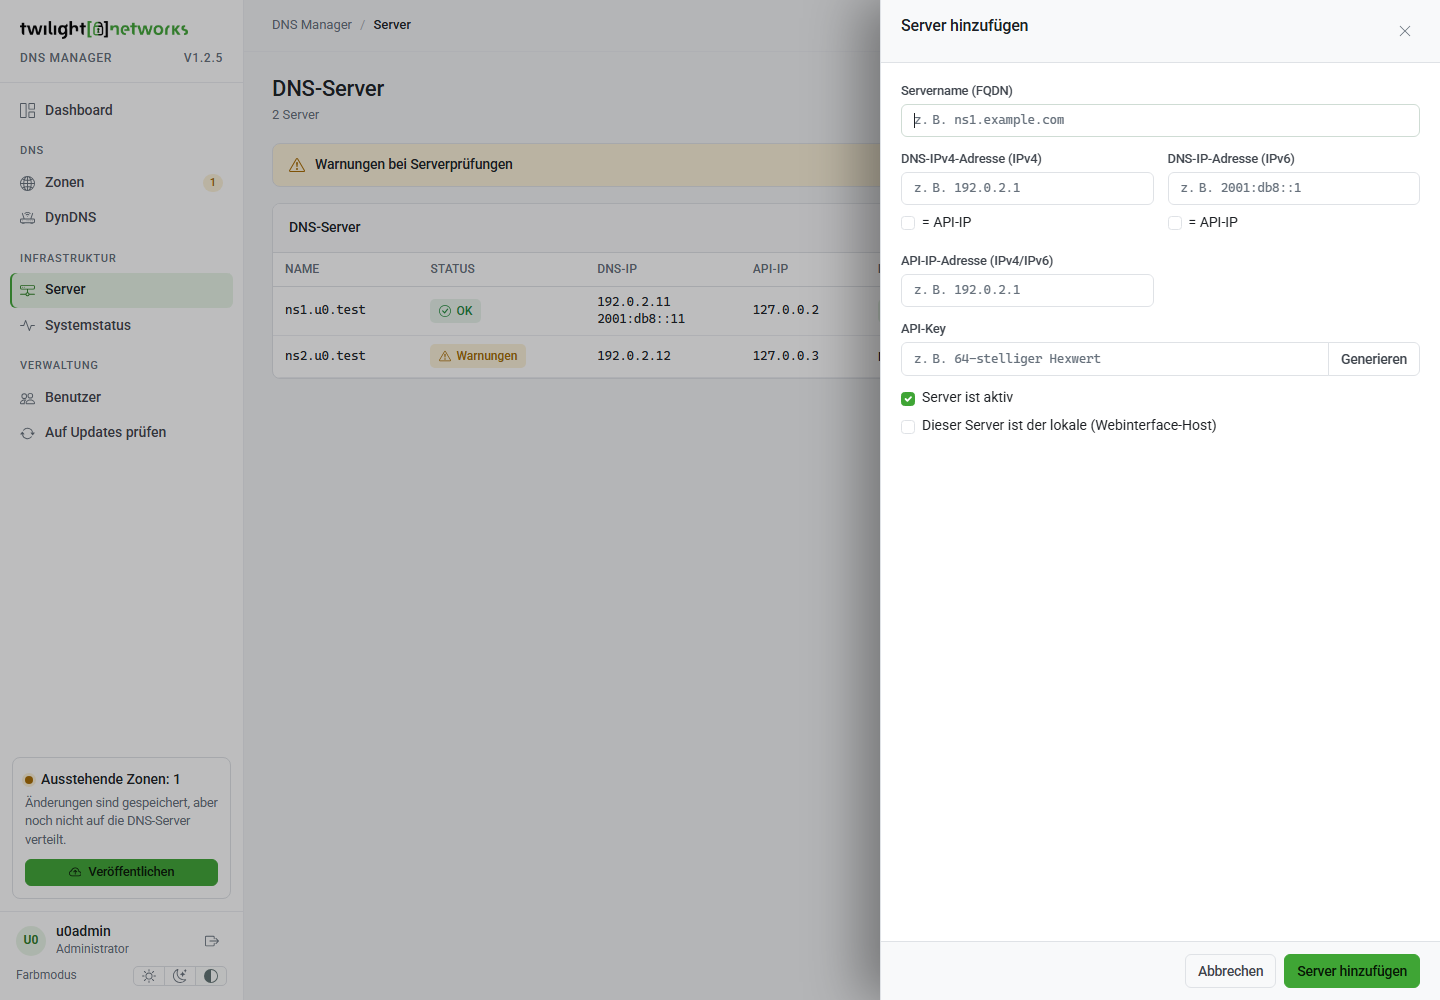 twilight[]networks
DNS MANAGER V1.2.5
Dashboard
DNS
Zonen 1
DynDNS
INFRASTRUKTUR
Server
Systemstatus
VERWALTUNG
Benutzer
Auf Updates prüfen
Ausstehende Zonen: 1
Änderungen sind gespeichert, aber
noch nicht auf die DNS-Server
verteilt.
Veröffentlichen
U0 u0admin
Administrator
Farbmodus
DNS Manager / Server
DNS-Server
2 Server
Warnungen bei Serverprüfungen
DNS-Server
NAME STATUS DNS-IP API-IP
ns1.u0.test OK 192.0.2.11 127.0.0.2
2001:db8::11
ns2.u0.test Warnungen 192.0.2.12 127.0.0.3
Server hinzufügen
Servername (FQDN)
z. B. ns1.example.com
DNS-IPv4-Adresse (IPv4) DNS-IP-Adresse (IPv6)
z. B. 192.0.2.1 z. B. 2001:db8::1
= API-IP = API-IP
API-IP-Adresse (IPv4/IPv6)
z. B. 192.0.2.1
API-Key
z. B. 64-stelliger Hexwert Generieren
Server ist aktiv
Dieser Server ist der lokale (Webinterface-Host)
Abbrechen Server hinzufügen